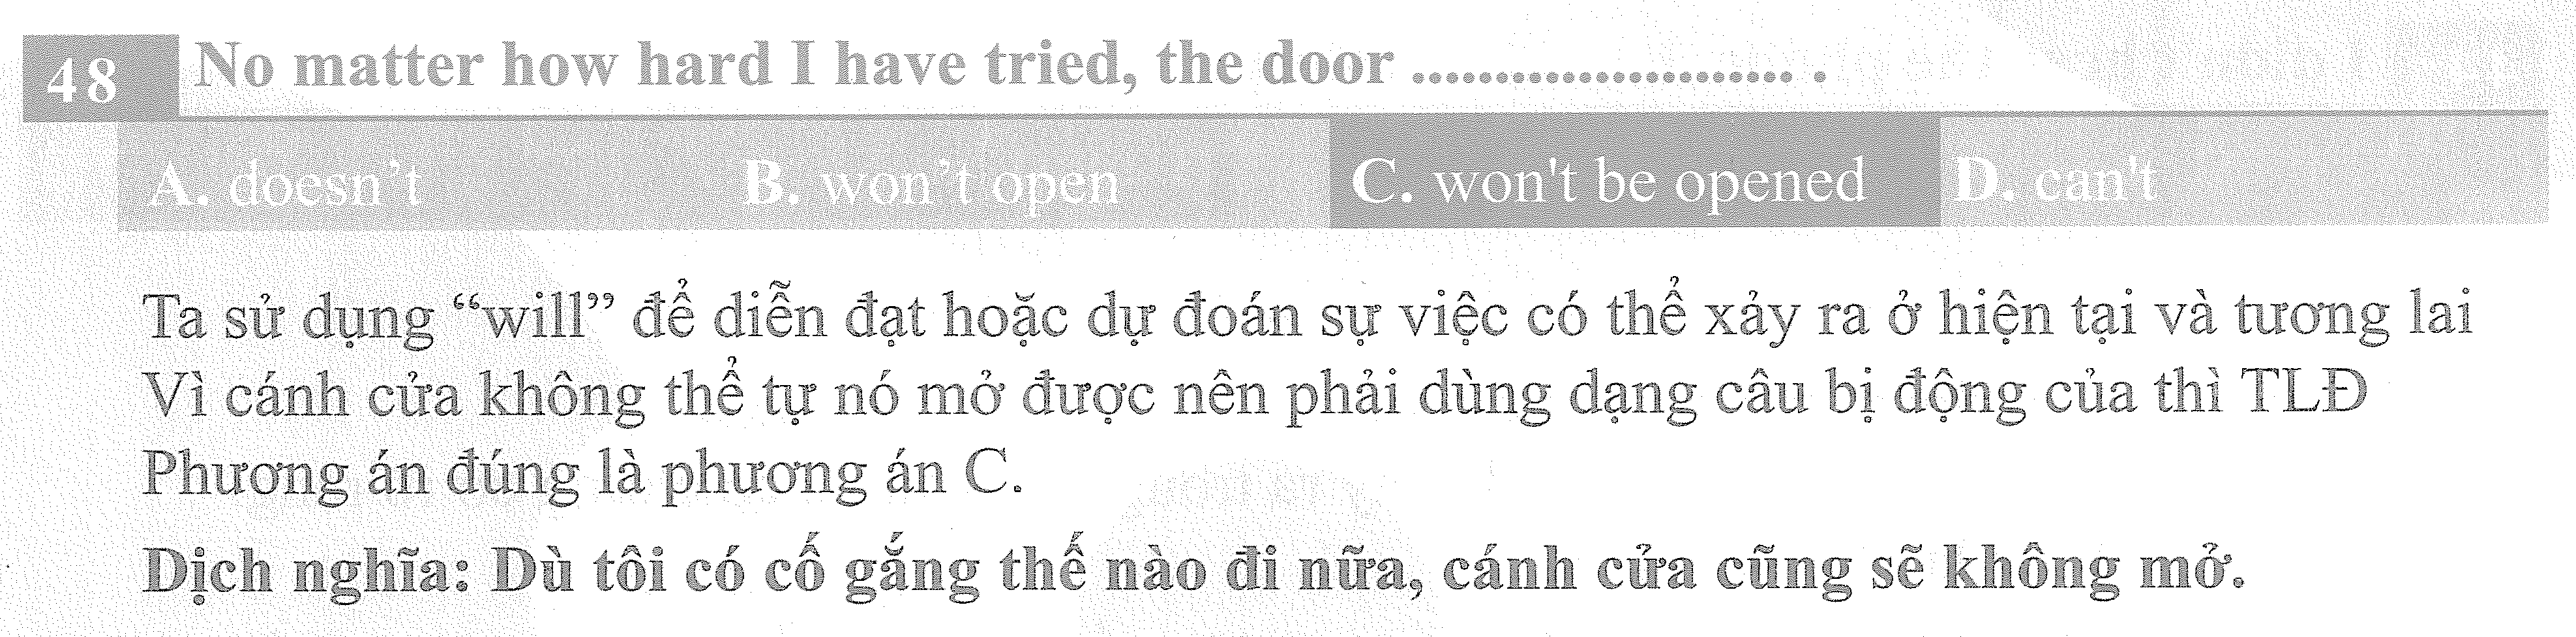 48 No matter how hard I have tried, the door ....................... .
A. doesn't B. won't open C. won't be opened D. can't
Ta sử dụng “will” để diễn đạt hoặc dự đoán sự việc có thể xảy ra ở hiện tại và tương lai
Vì cánh cửa không thể tự nó mở được nên phải dùng dạng câu bị động của thì TLĐ
Phương án đúng là phương án C.
Dịch nghĩa: Dù tôi có cố gắng thế nào đi nữa, cánh cửa cũng sẽ không mở.